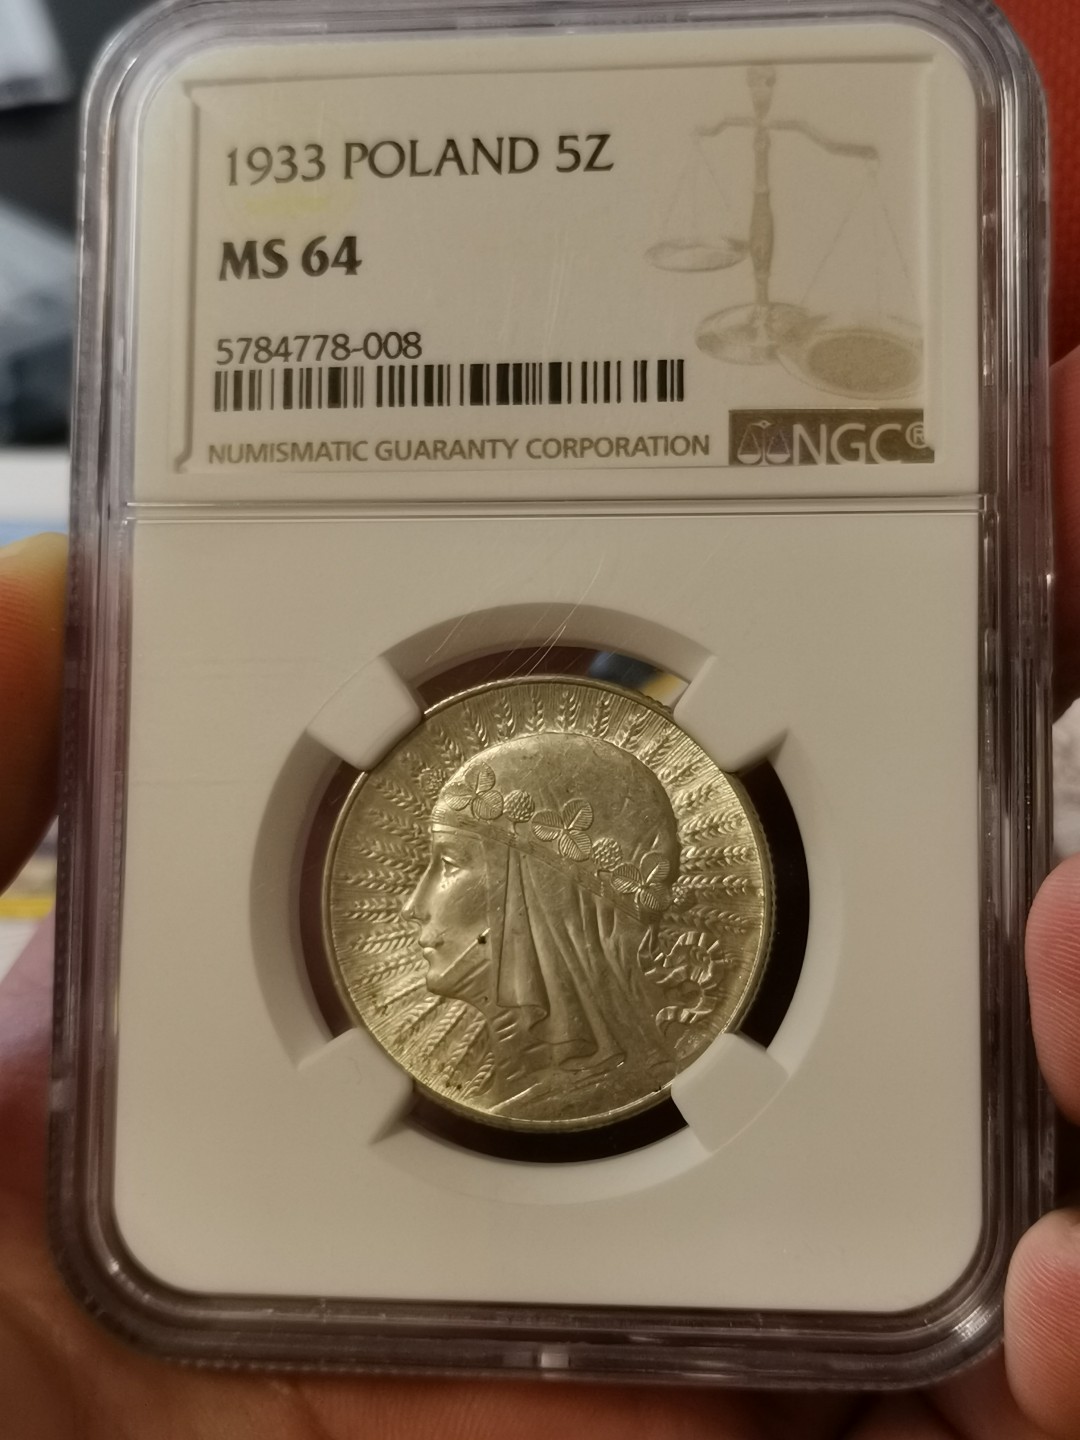 1933 POLAND 5Z
MS 64
5784778-008
NUMISMATIC GUARANTY CORPORATION
NGC®